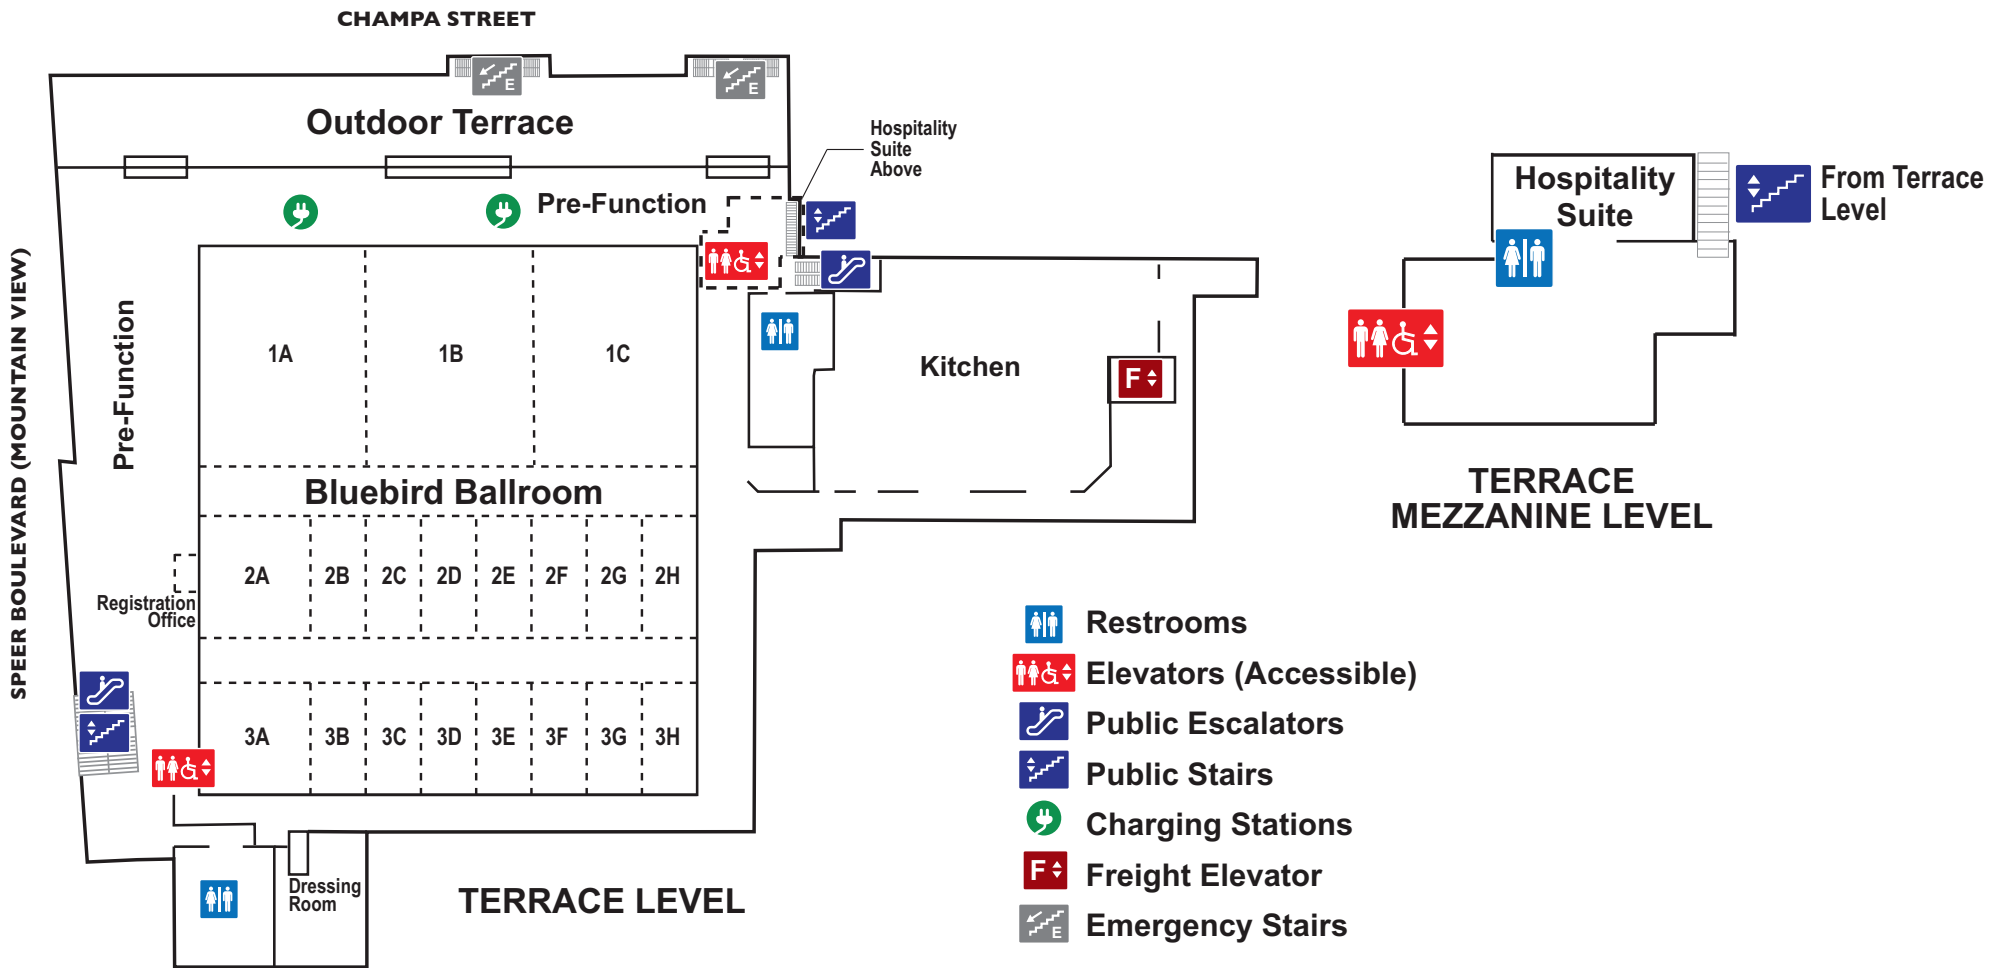 CHAMPA STREET
E
E
Outdoor Terrace
Hospitality
Suite
Above
Pre-Function
SPEER BOULEVARD (MOUNTAIN VIEW)
Pre-Function
1A
1B
1C
Kitchen
F
Bluebird Ballroom
2A
2B
2C
2D
2E
2F
2G
2H
Registration
Office
3A
3B
3C
3D
3E
3F
3G
3H
Dressing
Room
TERRACE LEVEL
Hospitality
Suite
From Terrace
Level
TERRACE
MEZZANINE LEVEL
Restrooms
Elevators (Accessible)
Public Escalators
Public Stairs
Charging Stations
F
Freight Elevator
E
Emergency Stairs